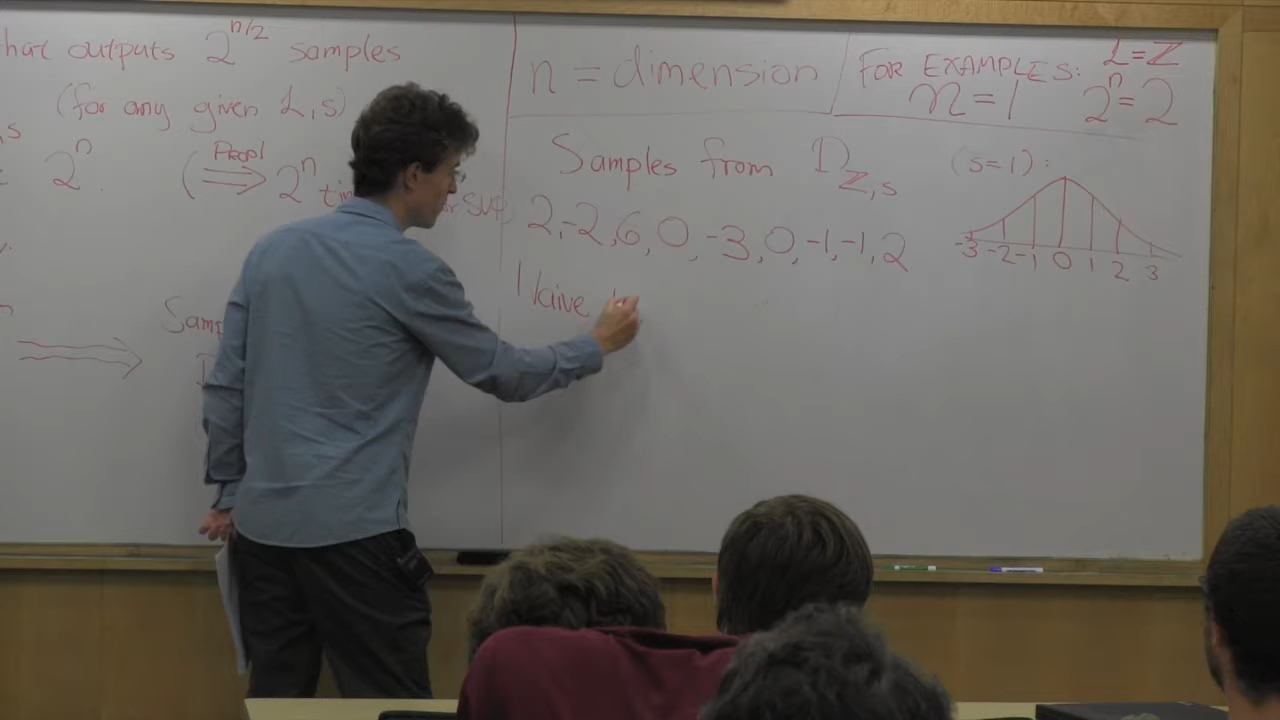 hat outputs 2^{n/2} samples
(for any given L,s)
2^n. (Prop1 ⟹ 2^n
Samp
n = dimension
FOR EXAMPLES: L=Z
n=1 2^n=2
Samples from D_{Z,s} (s=1):
2,-2,6,0,-3,0,-1,-1,2
-3 -2 -1 0 1 2 3
Naive